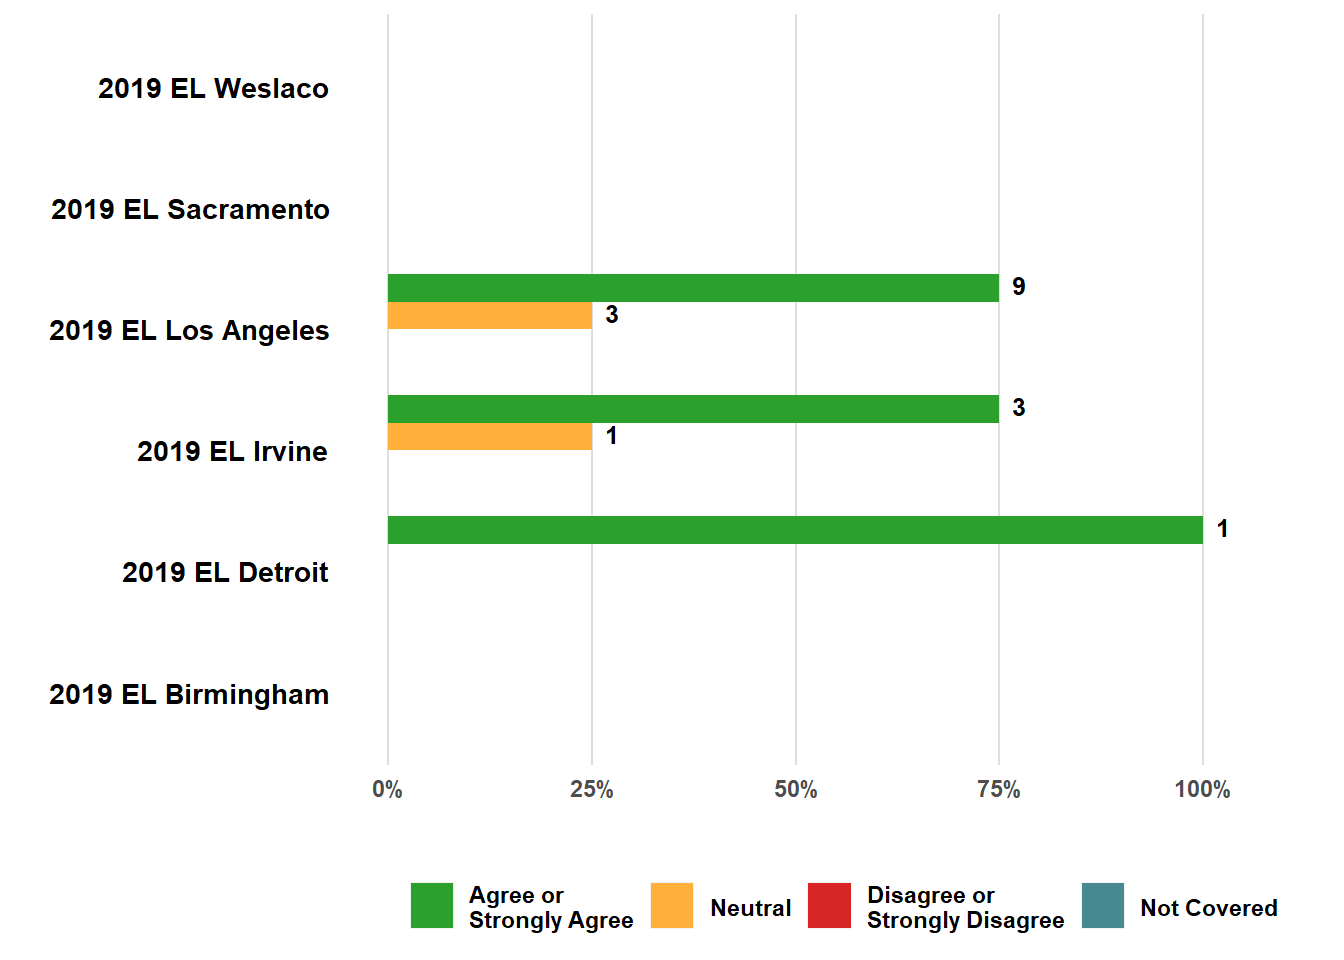 2019 EL Weslaco
2019 EL Sacramento
9
3
2019 EL Los Angeles
3
1
2019 EL Irvine
1
2019 EL Detroit
2019 EL Birmingham
0% 25% 50% 75% 100%
Agree or
Strongly Agree
Neutral
Disagree or
Strongly Disagree
Not Covered